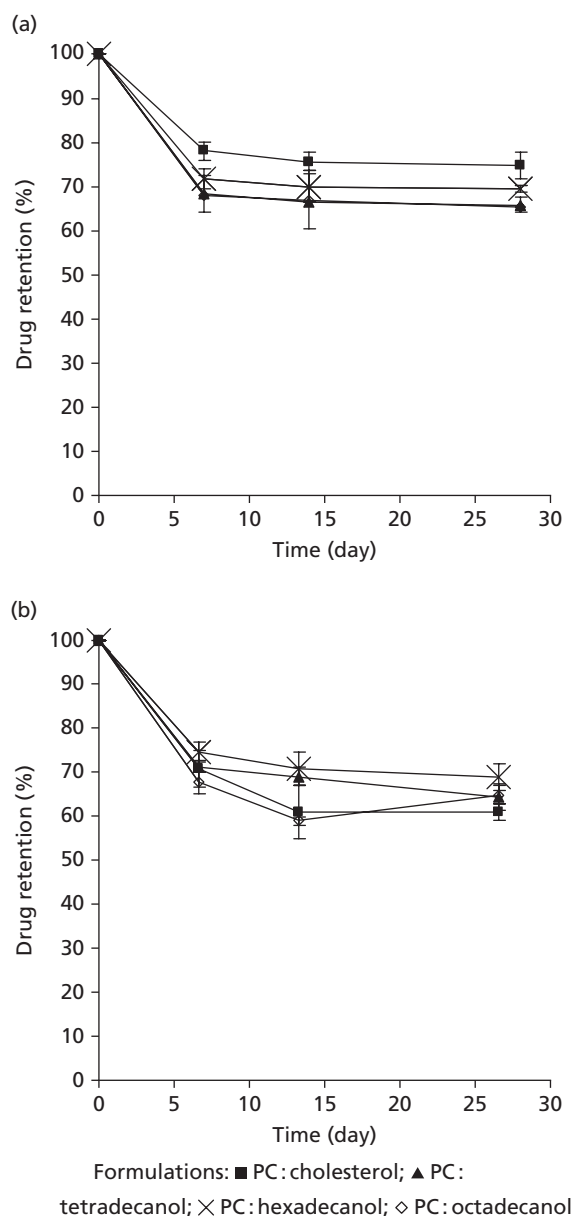 (a)
100
90
80
70
60
50
40
30
20
10
0
Drug retention (%)
0 5 10 15 20 25 30
Time (day)
(b)
100
90
80
70
60
50
40
30
20
10
0
Drug retention (%)
0 5 10 15 20 25 30
Time (day)
Formulations: ■ PC: cholesterol; ▲ PC:
tetradecanol; × PC: hexadecanol; ◇ PC: octadecanol